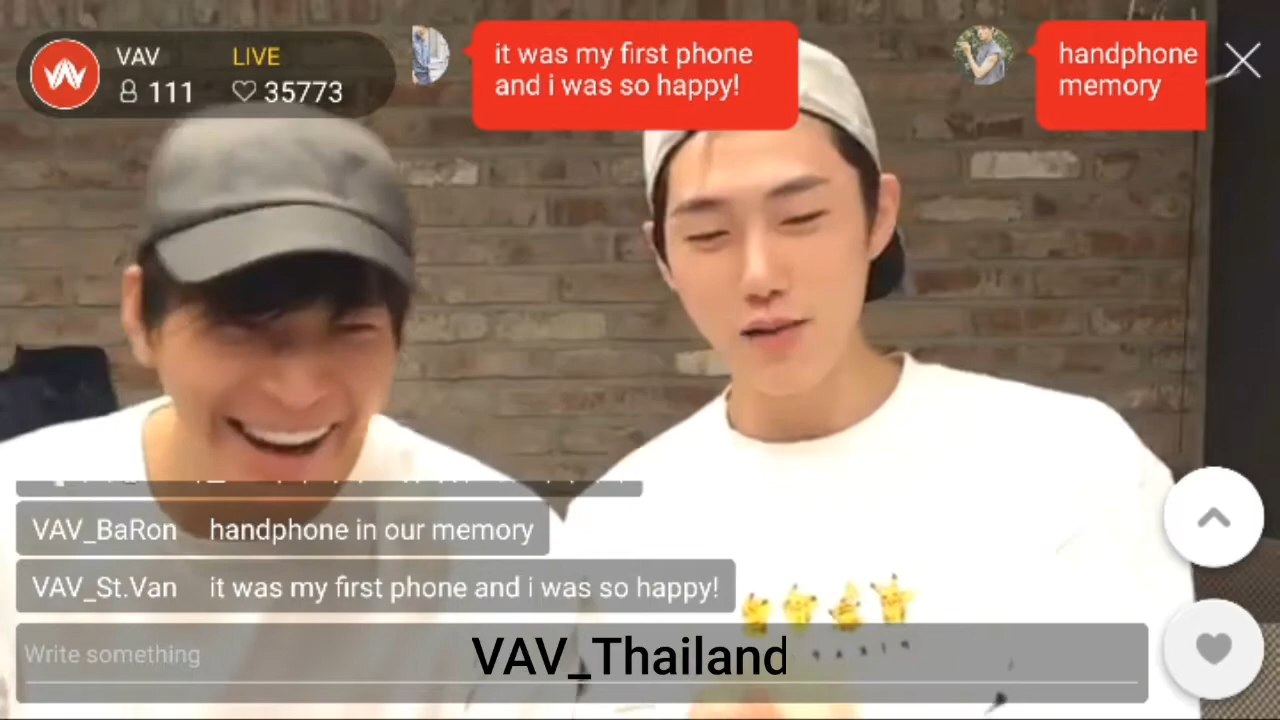 VAV LIVE
111 35773
it was my first phone
and i was so happy!
handphone
memory
VAV_BaRon handphone in our memory
VAV_St.Van it was my first phone and i was so happy!
Write something
VAV_Thailand